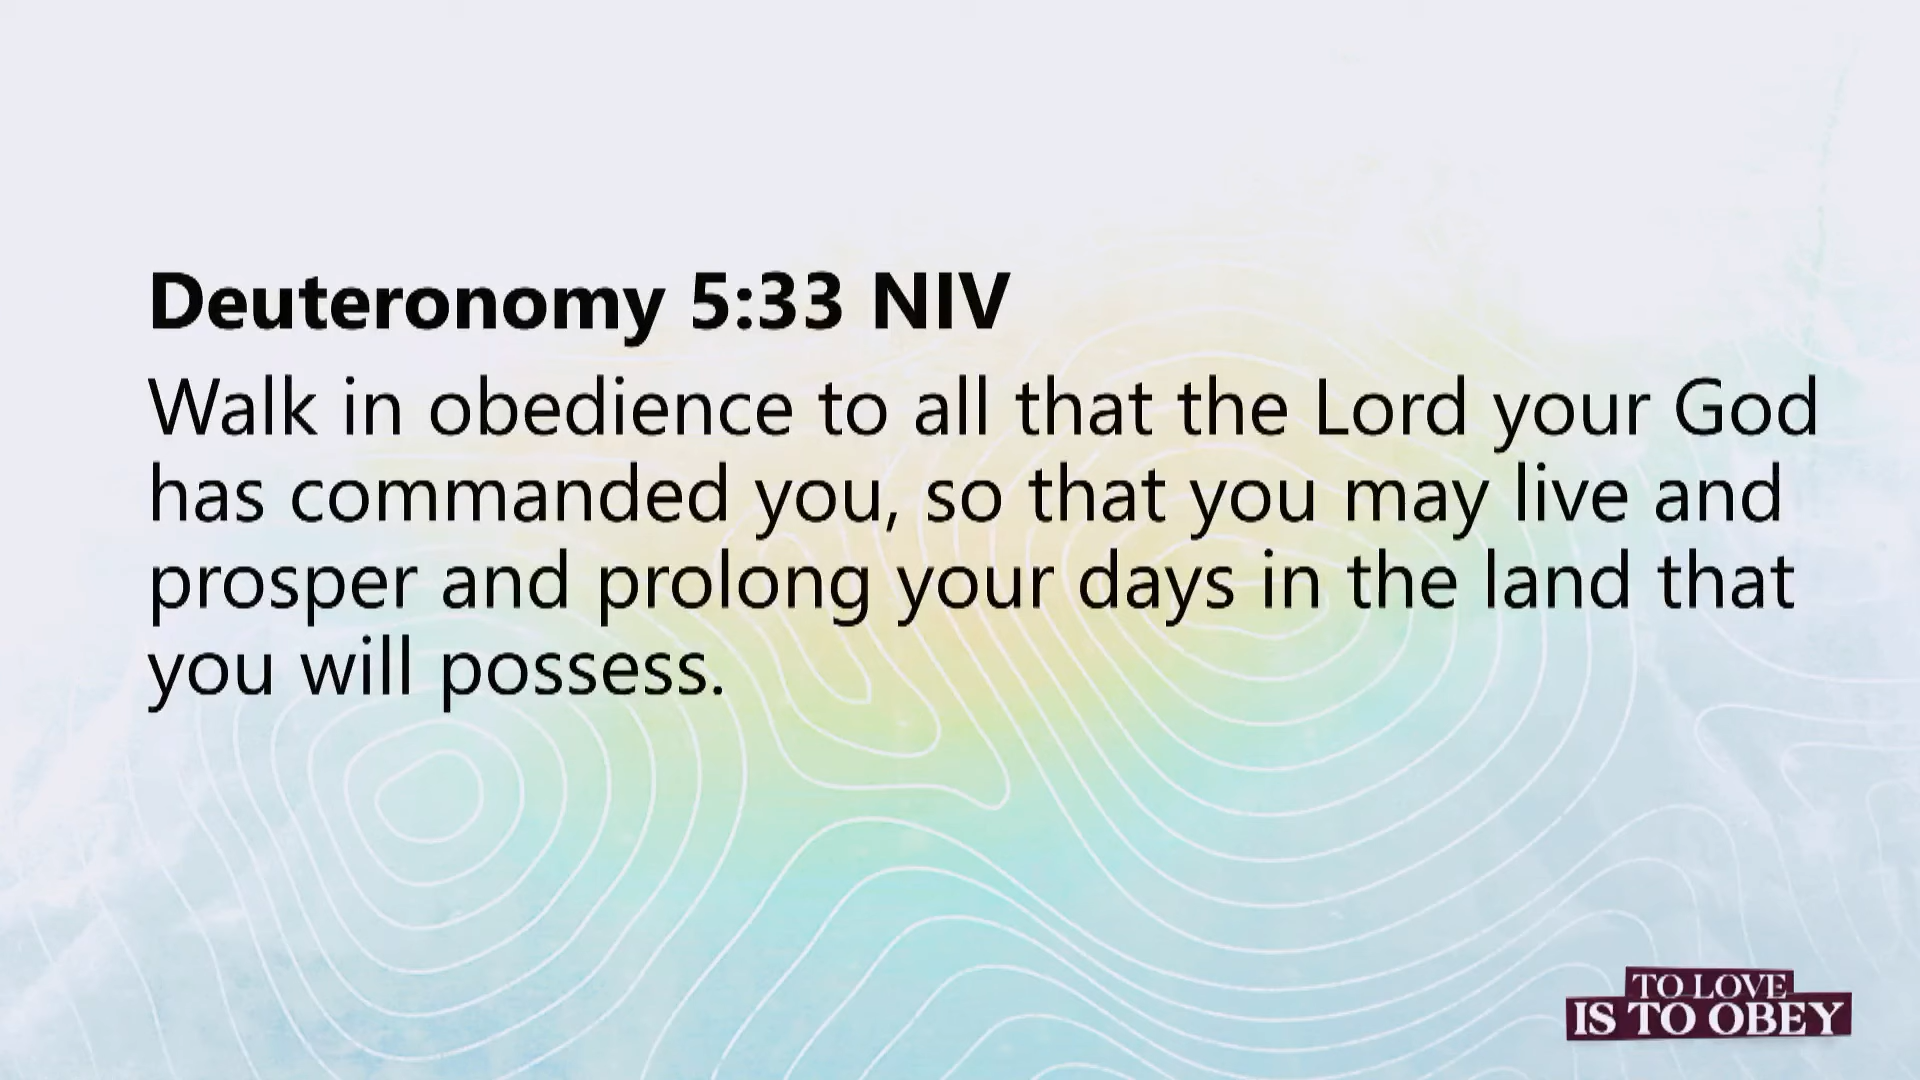 Deuteronomy 5:33 NIV
Walk in obedience to all that the Lord your God
has commanded you, so that you may live and
prosper and prolong your days in the land that
you will possess.
TO LOVE
IS TO OBEY